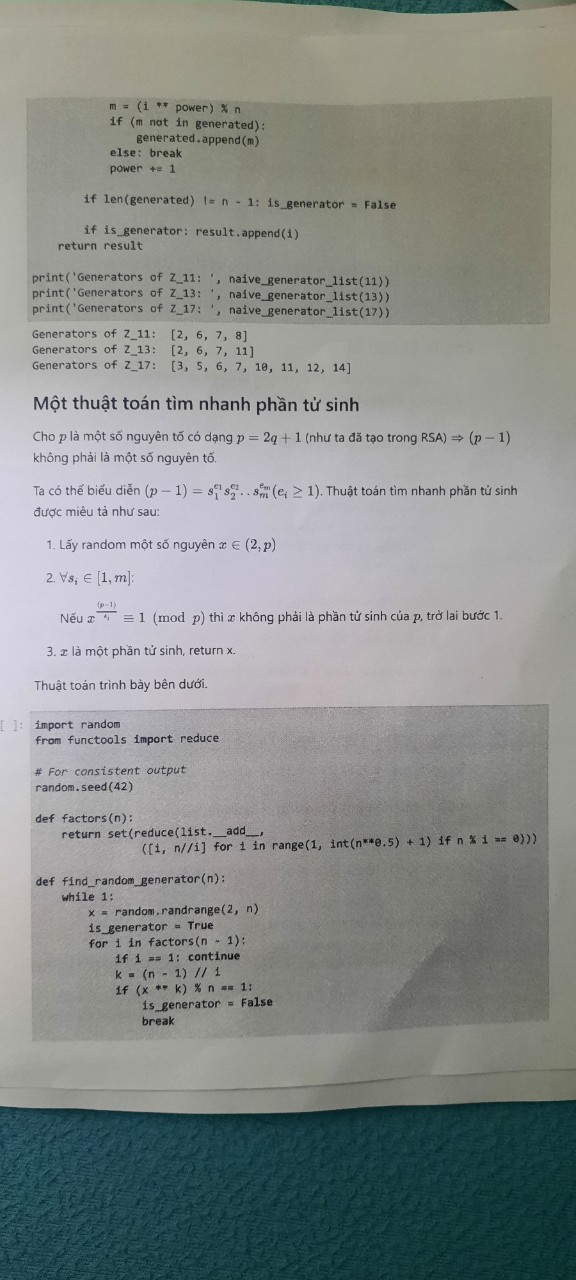 m = (i ** power) % n
if (m not in generated):
generated.append(m)
else: break
power += 1
if len(generated) != n - 1: is_generator = False
if is_generator: result.append(i)
return result
print('Generators of Z_11: ', naive_generator_list(11))
print('Generators of Z_13: ', naive_generator_list(13))
print('Generators of Z_17: ', naive_generator_list(17))
Generators of Z_11: [2, 6, 7, 8]
Generators of Z_13: [2, 6, 7, 11]
Generators of Z_17: [3, 5, 6, 7, 10, 11, 12, 14]
Một thuật toán tìm nhanh phần tử sinh
Cho p là một số nguyên tố có dạng p = 2q + 1 (như ta đã tạo trong RSA) ⇒ (p − 1)
không phải là một số nguyên tố.
Ta có thể biểu diễn (p − 1) = s_1^{e_1} s_2^{e_2}.. s_m^{e_m} (e_i ≥ 1). Thuật toán tìm nhanh phần tử sinh
được miêu tả như sau:
1. Lấy random một số nguyên x ∈ (2, p)
2. ∀s_i ∈ [1, m]:
Nếu x^{\frac{(p-1)}{s_i}} ≡ 1 (mod p) thì x không phải là phần tử sinh của p, trở lai bước 1.
3. x là một phần tử sinh, return x.
Thuật toán trình bày bên dưới.
[ ]: import random
from functools import reduce
# For consistent output
random.seed(42)
def factors(n):
return set(reduce(list.__add__,
([i, n//i] for i in range(1, int(n**0.5) + 1) if n % i == 0)))
def find_random_generator(n):
while 1:
x = random.randrange(2, n)
is_generator = True
for i in factors(n - 1):
if i == 1: continue
k = (n - 1) // i
if (x ** k) % n == 1:
is_generator = False
break